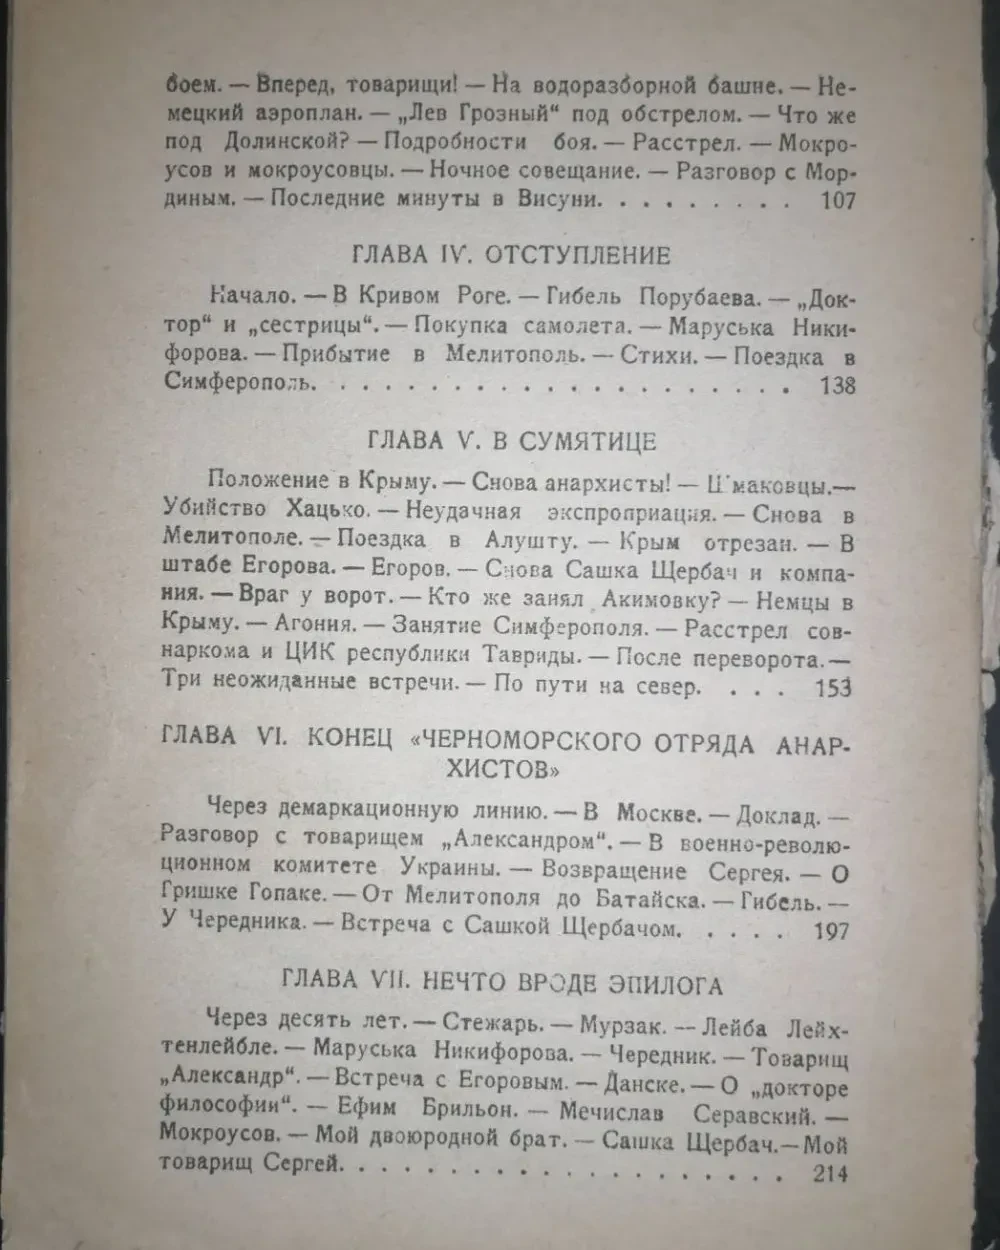 боем. — Вперед, товарищи! — На водоразборной башне. — Не-
мецкий аэроплан. — „Лев Грозный“ под обстрелом. — Что же
под Долинской? — Подробности боя. — Расстрел. — Мокро-
усов и мокроусовцы. — Ночное совещание. — Разговор с Мор-
диным. — Последние минуты в Висуни. . . . . . . . . 107
ГЛАВА IV. ОТСТУПЛЕНИЕ
Начало. — В Кривом Роге. — Гибель Порубаева. — „Док-
тор“ и „сестрицы“. — Покупка самолета. — Маруська Ники-
форова. — Прибытие в Мелитополь. — Стихи. — Поездка в
Симферополь. . . . . . . . . . . . . . . . . . . . 138
ГЛАВА V. В СУМЯТИЦЕ
Положение в Крыму. — Снова анархисты! — Шмаковцы. —
Убийство Хацько. — Неудачная экспроприация. — Снова в
Мелитополе. — Поездка в Алушту. — Крым отрезан. — В
штабе Егорова. — Егоров. — Снова Сашка Щербач и компа-
ния. — Враг у ворот. — Кто же занял Акимовку? — Немцы в
Крыму. — Агония. — Занятие Симферополя. — Расстрел сов-
наркома и ЦИК республики Тавриды. — После переворота. —
Три неожиданные встречи. — По пути на север. . . . . 153
ГЛАВА VI. КОНЕЦ «ЧЕРНОМОРСКОГО ОТРЯДА АНАР-
ХИСТОВ»
Через демаркационную линию. — В Москве. — Доклад. —
Разговор с товарищем „Александром“. — В военно-револю-
ционном комитете Украины. — Возвращение Сергея. — О
Гришке Гопаке. — От Мелитополя до Батайска. — Гибель. —
У Чередника. — Встреча с Сашкой Щербачом. . . . . 197
ГЛАВА VII. НЕЧТО ВРОДЕ ЭПИЛОГА
Через десять лет. — Стежарь. — Мурзак. — Лейба Лейх-
тенлейбле. — Маруська Никифорова. — Чередник. — Товарищ
„Александр“. — Встреча с Егоровым. — Данске. — О „докторе
философии“. — Ефим Брильон. — Мечислав Серавский. —
Мокроусов. — Мой двоюродной брат. — Сашка Щербач. — Мой
товарищ Сергей. . . . . . . . . . . . . . . . . . . 214